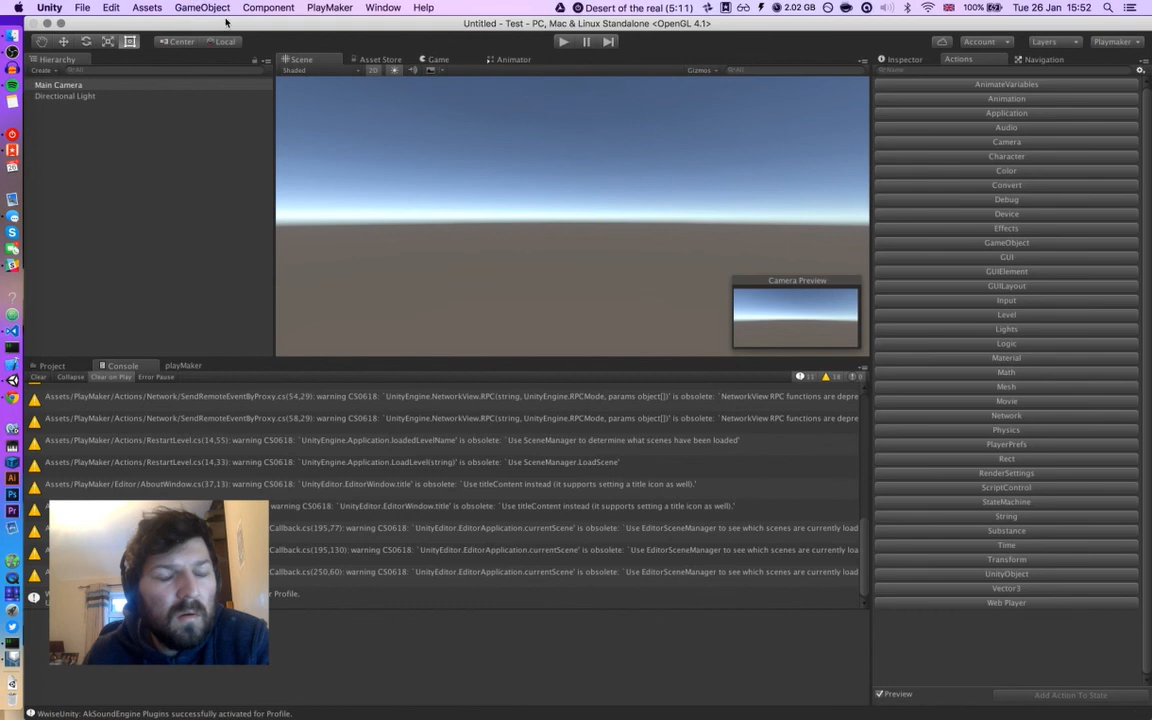 Unity File Edit Assets GameObject Component PlayMaker Window Help Desert of the real (5:11) 2.02 GB 100% Tue 26 Jan 15:52
Untitled - Test - PC, Mac & Linux Standalone <OpenGL 4.1>
Center Local Account Layers Playmaker
Hierarchy Scene Asset Store Game Animator Inspector Actions Navigation
Create All Shaded 2D Gizmos All Name
Main Camera
Directional Light
Camera Preview
AnimateVariables
Animation
Application
Audio
Camera
Character
Color
Convert
Debug
Device
Effects
GameObject
GUI
GUIElement
GUILayout
Input
Level
Lights
Logic
Material
Math
Mesh
Movie
Network
Physics
PlayerPrefs
Rect
RenderSettings
ScriptControl
StateMachine
String
Substance
Time
Transform
UnityObject
Vector3
Web Player
Preview Add Action To State
Project Console playMaker
Clear Collapse Clear on Play Error Pause
Assets/PlayMaker/Actions/Network/SendRemoteEventByProxy.cs(54,29): warning CS0618: `UnityEngine.NetworkView.RPC(string, UnityEngine.RPCMode, params object[])' is obsolete: `NetworkView RPC functions are depre
Assets/PlayMaker/Actions/Network/SendRemoteEventByProxy.cs(58,29): warning CS0618: `UnityEngine.NetworkView.RPC(string, UnityEngine.RPCMode, params object[])' is obsolete: `NetworkView RPC functions are depre
Assets/PlayMaker/Actions/RestartLevel.cs(14,55): warning CS0618: `UnityEngine.Application.loadedLevelName' is obsolete: `Use SceneManager to determine what scenes have been loaded'
Assets/PlayMaker/Actions/RestartLevel.cs(14,33): warning CS0618: `UnityEngine.Application.LoadLevel(string)' is obsolete: `Use SceneManager.LoadScene'
Assets/PlayMaker/Editor/AboutWindow.cs(37,13): warning CS0618: `UnityEditor.EditorWindow.title' is obsolete: `Use titleContent instead (it supports setting a title icon as well).'
warning CS0618: `UnityEditor.EditorWindow.title' is obsolete: `Use titleContent instead (it supports setting a title icon as well).'
Callback.cs(195,77): warning CS0618: `UnityEditor.EditorApplication.currentScene' is obsolete: `Use EditorSceneManager to see which scenes are currently load
Callback.cs(195,130): warning CS0618: `UnityEditor.EditorApplication.currentScene' is obsolete: `Use EditorSceneManager to see which scenes are currently load
Callback.cs(250,60): warning CS0618: `UnityEditor.EditorApplication.currentScene' is obsolete: `Use EditorSceneManager to see which scenes are currently load
r Profile.
WwiseUnity: AkSoundEngine Plugins successfully activated for Profile.